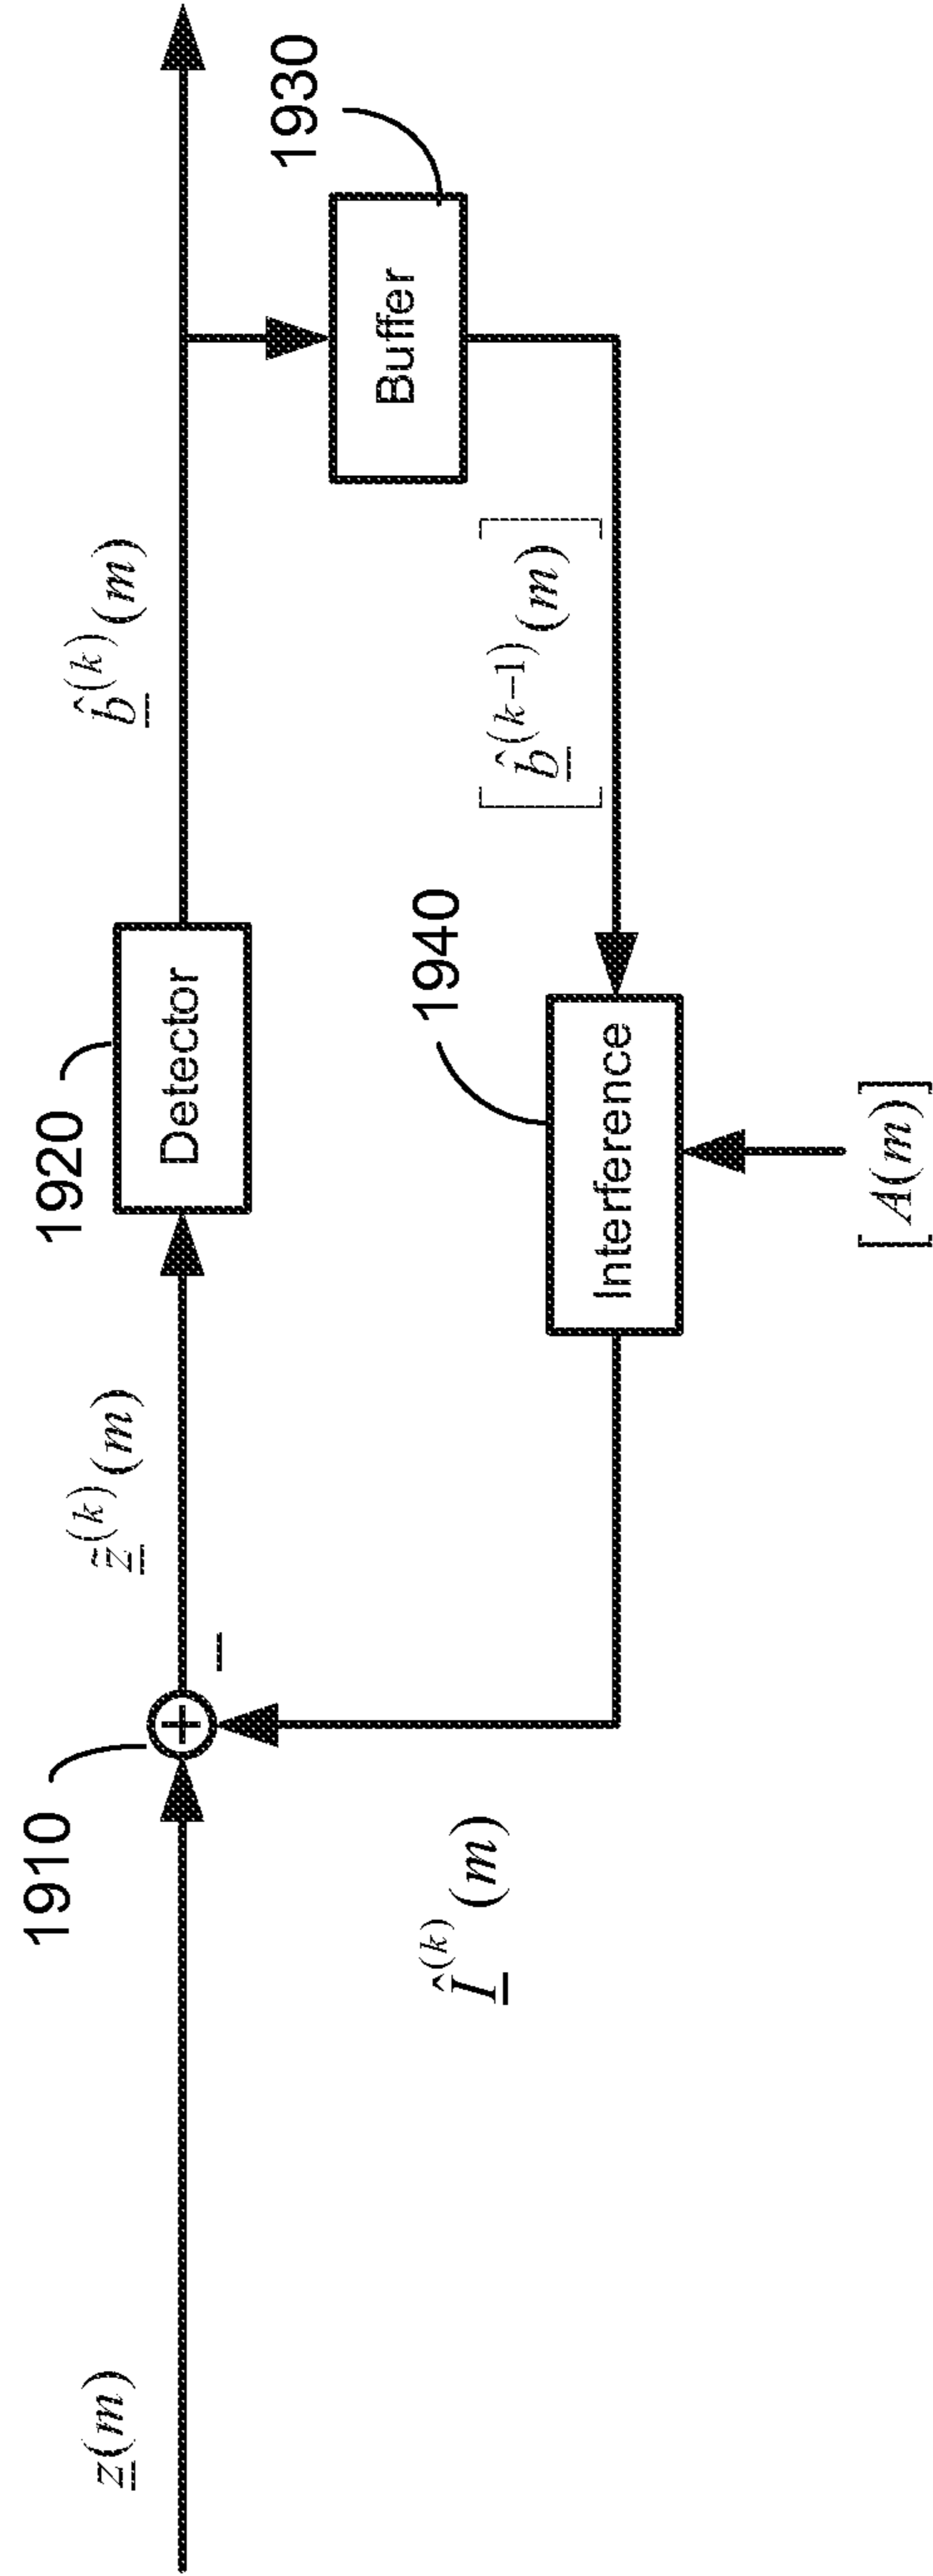 z(m)
1910
z̃^(k)(m)
1920
Detector
b̂^(k)(m)
+
−
Î^(k)(m)
1940
Interference
[b̂^(k−1)(m)]
Buffer
1930
[A(m)]